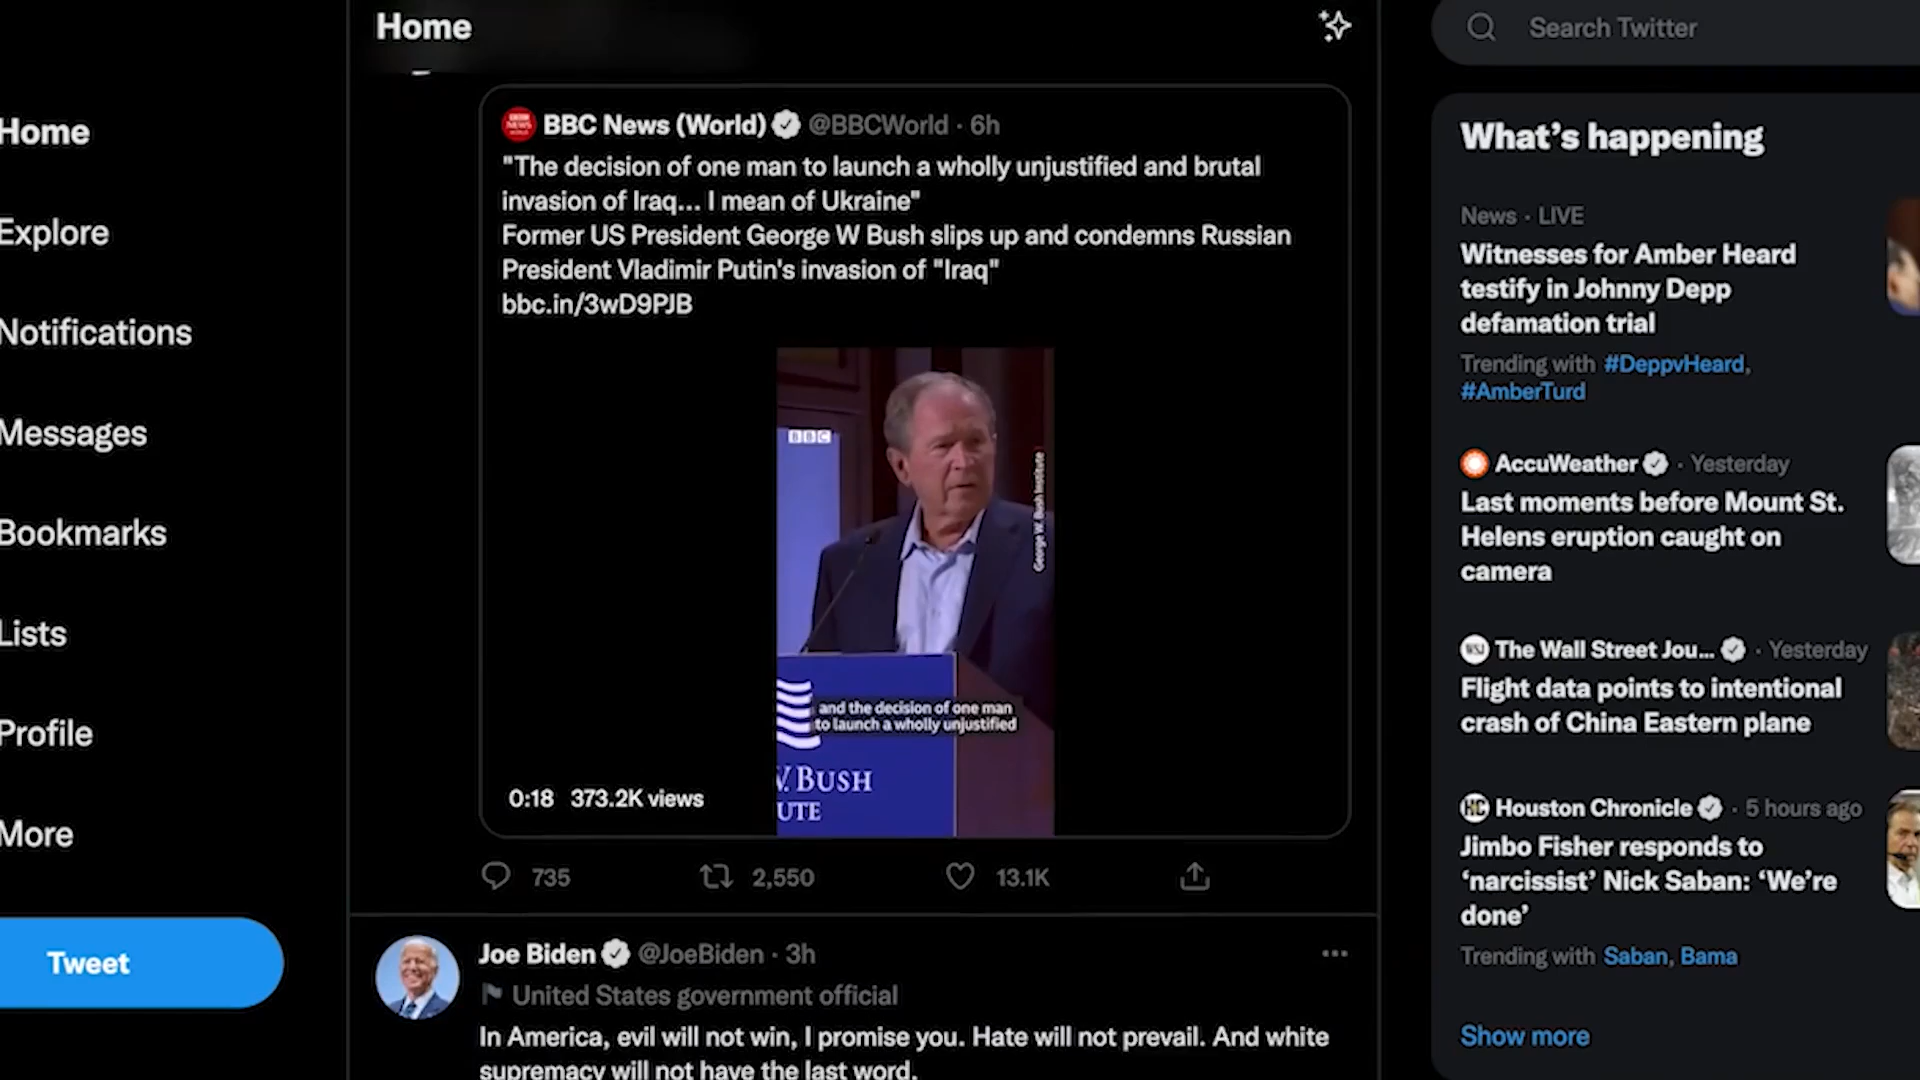 Home
Home
Explore
Notifications
Messages
Bookmarks
Lists
Profile
More
Tweet
BBC News (World) @BBCWorld · 6h
"The decision of one man to launch a wholly unjustified and brutal
invasion of Iraq... I mean of Ukraine"
Former US President George W Bush slips up and condemns Russian
President Vladimir Putin's invasion of "Iraq"
bbc.in/3wD9PJB
BBC
George W. Bush Institute
and the decision of one man
to launch a wholly unjustified
W. BUSH
UTE
0:18 373.2K views
735 2,550 13.1K
Joe Biden @JoeBiden · 3h
United States government official
In America, evil will not win, I promise you. Hate will not prevail. And white
supremacy will not have the last word.
Search Twitter
What's happening
News · LIVE
Witnesses for Amber Heard
testify in Johnny Depp
defamation trial
Trending with #DeppvHeard,
#AmberTurd
AccuWeather · Yesterday
Last moments before Mount St.
Helens eruption caught on
camera
WSJ The Wall Street Jou... · Yesterday
Flight data points to intentional
crash of China Eastern plane
HC Houston Chronicle · 5 hours ago
Jimbo Fisher responds to
‘narcissist’ Nick Saban: ‘We’re
done’
Trending with Saban, Bama
Show more